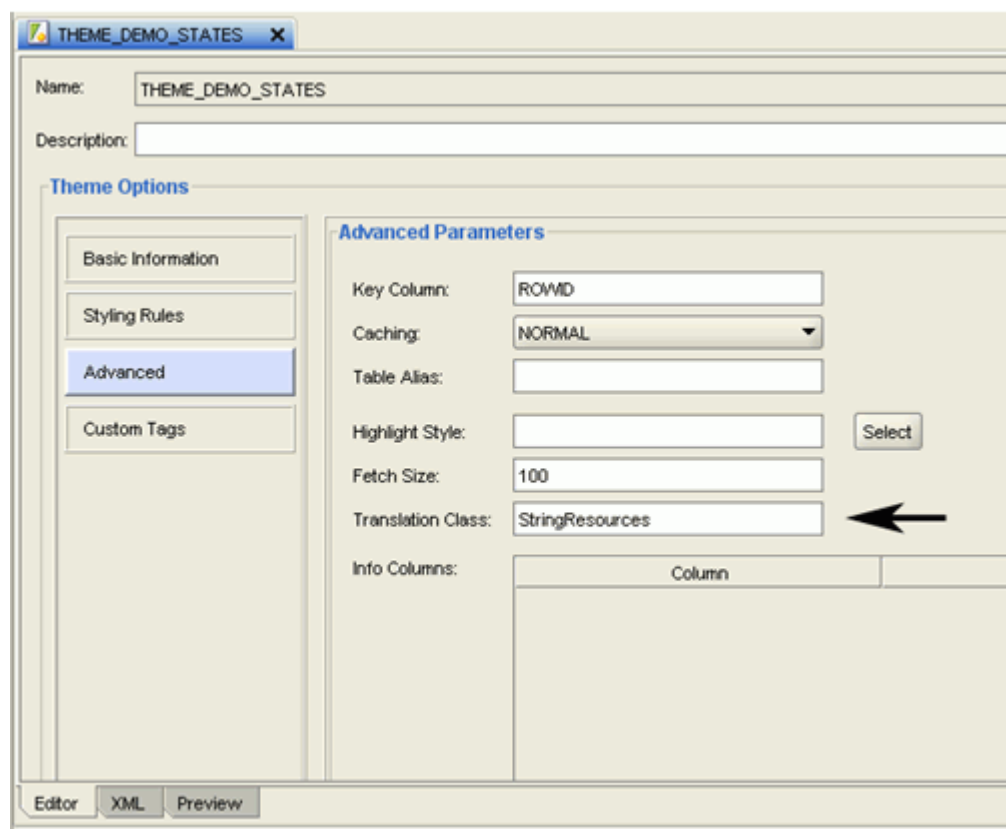 THEME_DEMO_STATES
Name: THEME_DEMO_STATES
Description:
Theme Options
Basic Information
Styling Rules
Advanced
Custom Tags
Advanced Parameters
Key Column: ROWID
Caching: NORMAL
Table Alias:
Highlight Style: Select
Fetch Size: 100
Translation Class: StringResources
Info Columns: Column
Editor XML Preview